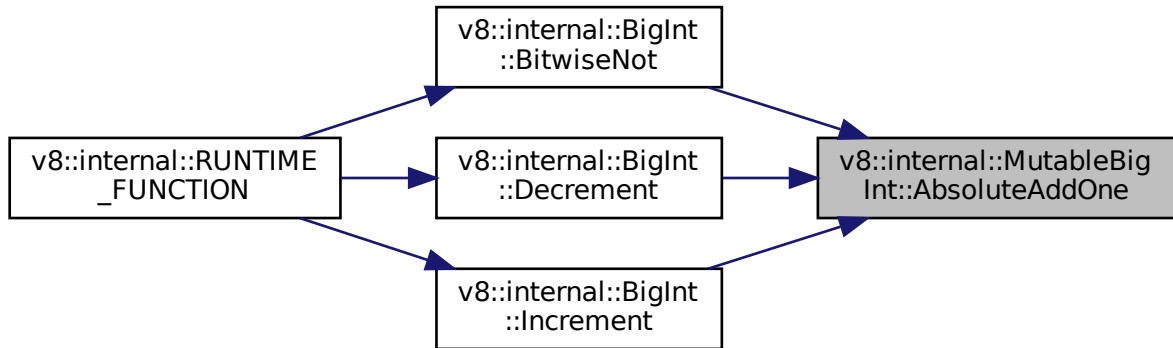 v8::internal::BigInt
::BitwiseNot
v8::internal::RUNTIME
_FUNCTION
v8::internal::BigInt
::Decrement
v8::internal::MutableBig
Int::AbsoluteAddOne
v8::internal::BigInt
::Increment